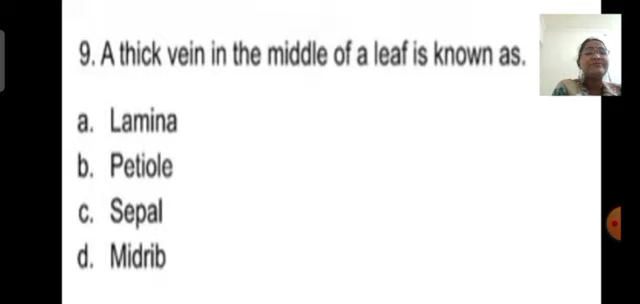 9. A thick vein in the middle of a leaf is known as.
a. Lamina
b. Petiole
c. Sepal
d. Midrib